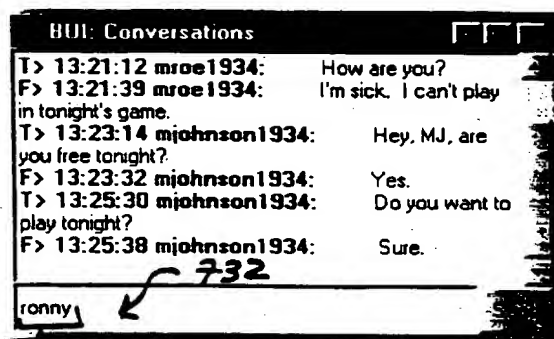 BUI: Conversations
T> 13:21:12 mroe1934: How are you?
F> 13:21:39 mroe1934: I'm sick. I can't play
in tonight's game.
T> 13:23:14 mjohnson1934: Hey, MJ, are
you free tonight?
F> 13:23:32 mjohnson1934: Yes.
T> 13:25:30 mjohnson1934: Do you want to
play tonight?
F> 13:25:38 mjohnson1934: Sure.
732
ronny